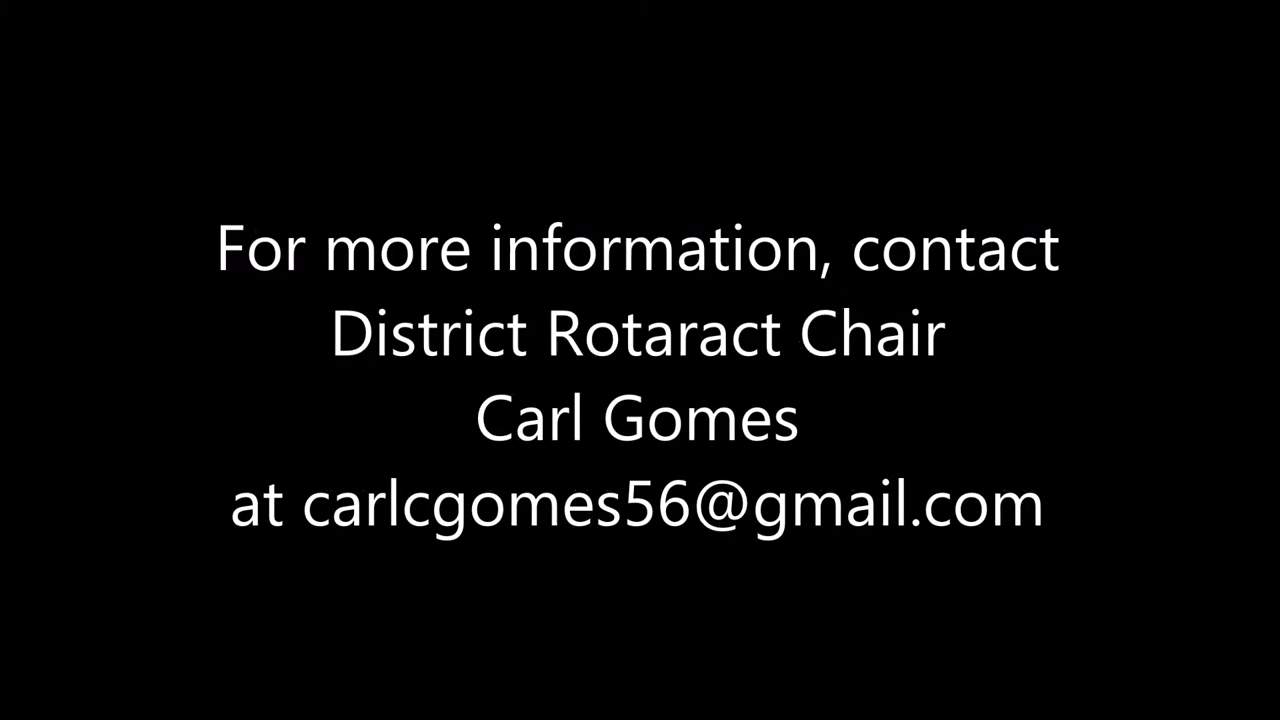 For more information, contact
District Rotaract Chair
Carl Gomes
at carlcgomes56@gmail.com